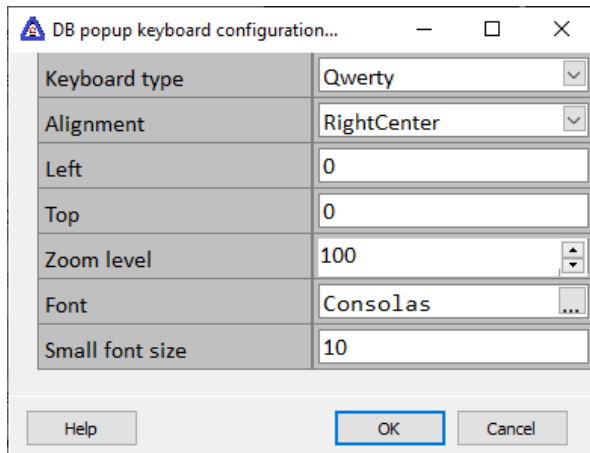 DB popup keyboard configuration...
Keyboard type Qwerty
Alignment RightCenter
Left 0
Top 0
Zoom level 100
Font Consolas ...
Small font size 10
Help OK Cancel